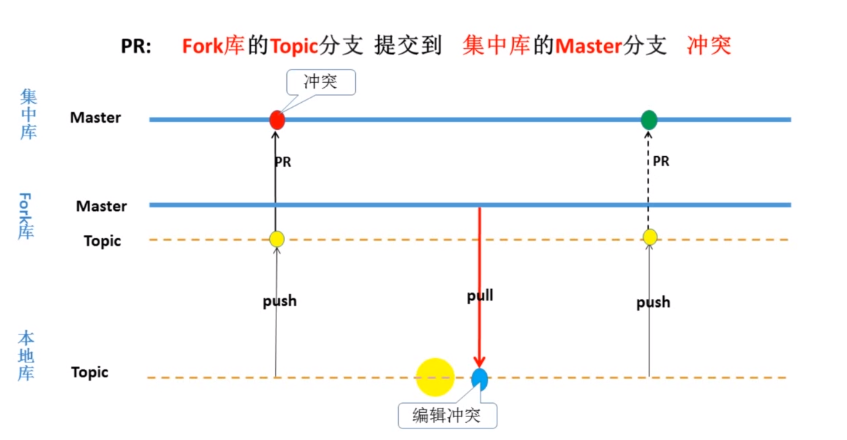 PR: Fork库的Topic分支 提交到 集中库的Master分支 冲突
冲突
集中库
Master
PR
PR
Fork库
Master
Topic
push
pull
push
本地库
Topic
编辑冲突